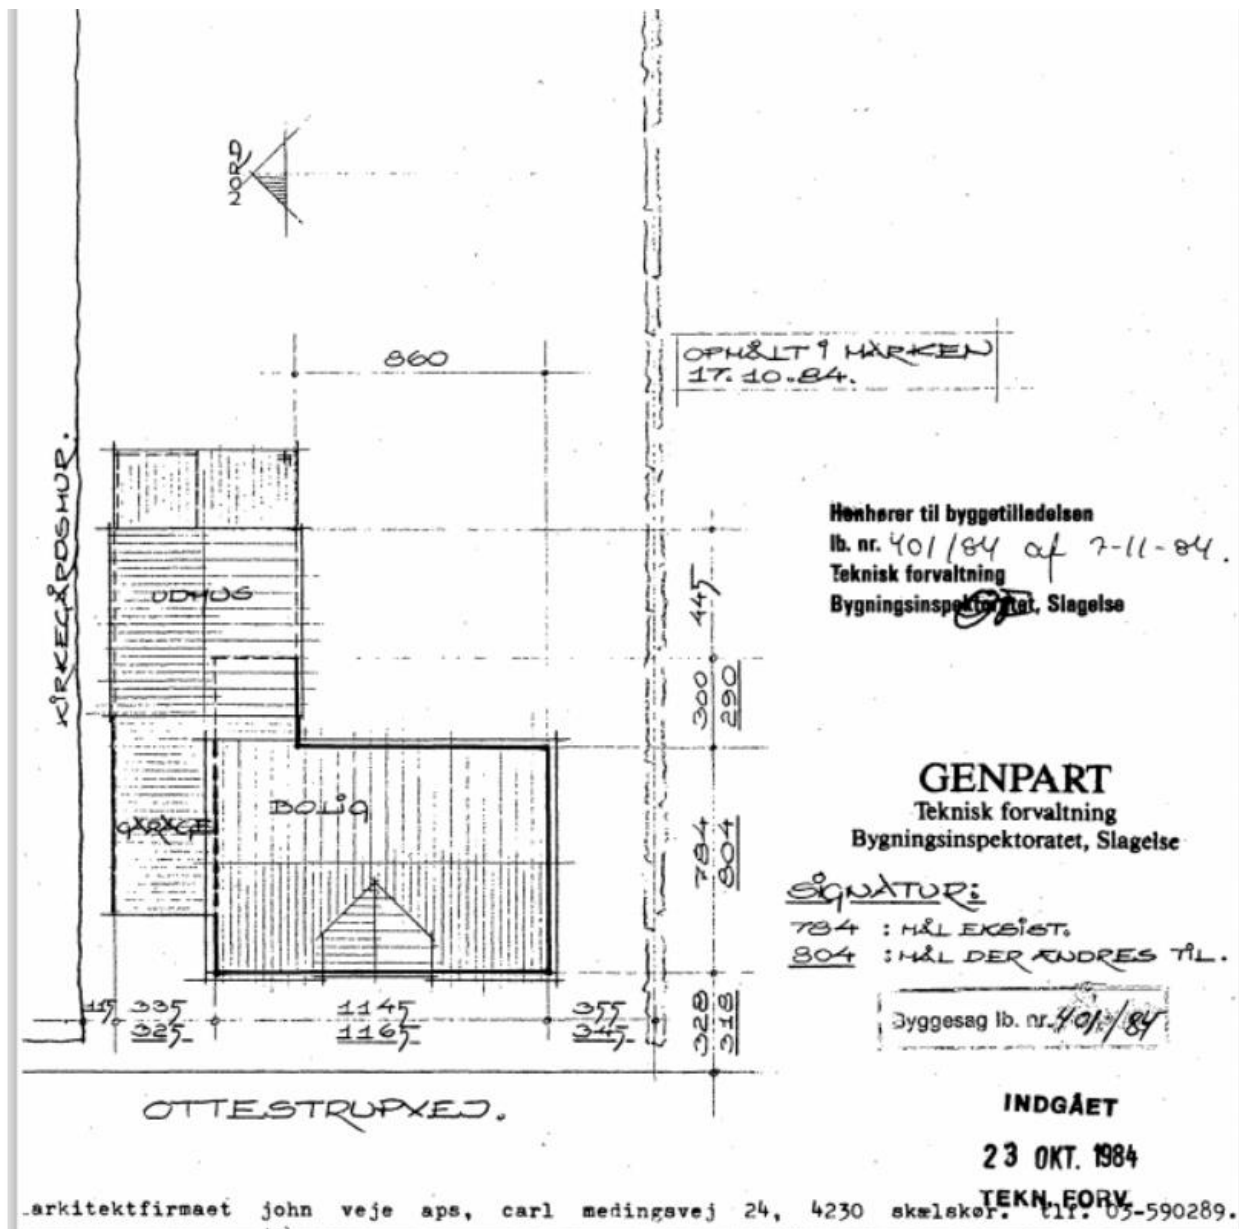 NORD
860
OPMÅLT I MARKEN
17.10.84.
KIRKEGÅRDSMUR.
Henhører til byggetilladelsen
lb. nr. 401/84 af 7-11-84.
Teknisk forvaltning
Bygningsinspektoratet, Slagelse
UDHUS
445
300
290
GENPART
Teknisk forvaltning
Bygningsinspektoratet, Slagelse
BOLIG
GARAGE
784
804
SIGNATUR:
784 : MÅL EKSIST.
804 : MÅL DER ÆNDRES TIL.
115 335 1145 355
325 1165 345
328
318
Byggesag lb. nr. 401/84
OTTESTRUPVEJ.
INDGÅET
23 OKT. 1984
TEKN. FORV.
arkitektfirmaet john veje aps, carl medingsvej 24, 4230 skælskør. tlf. 03-590289.